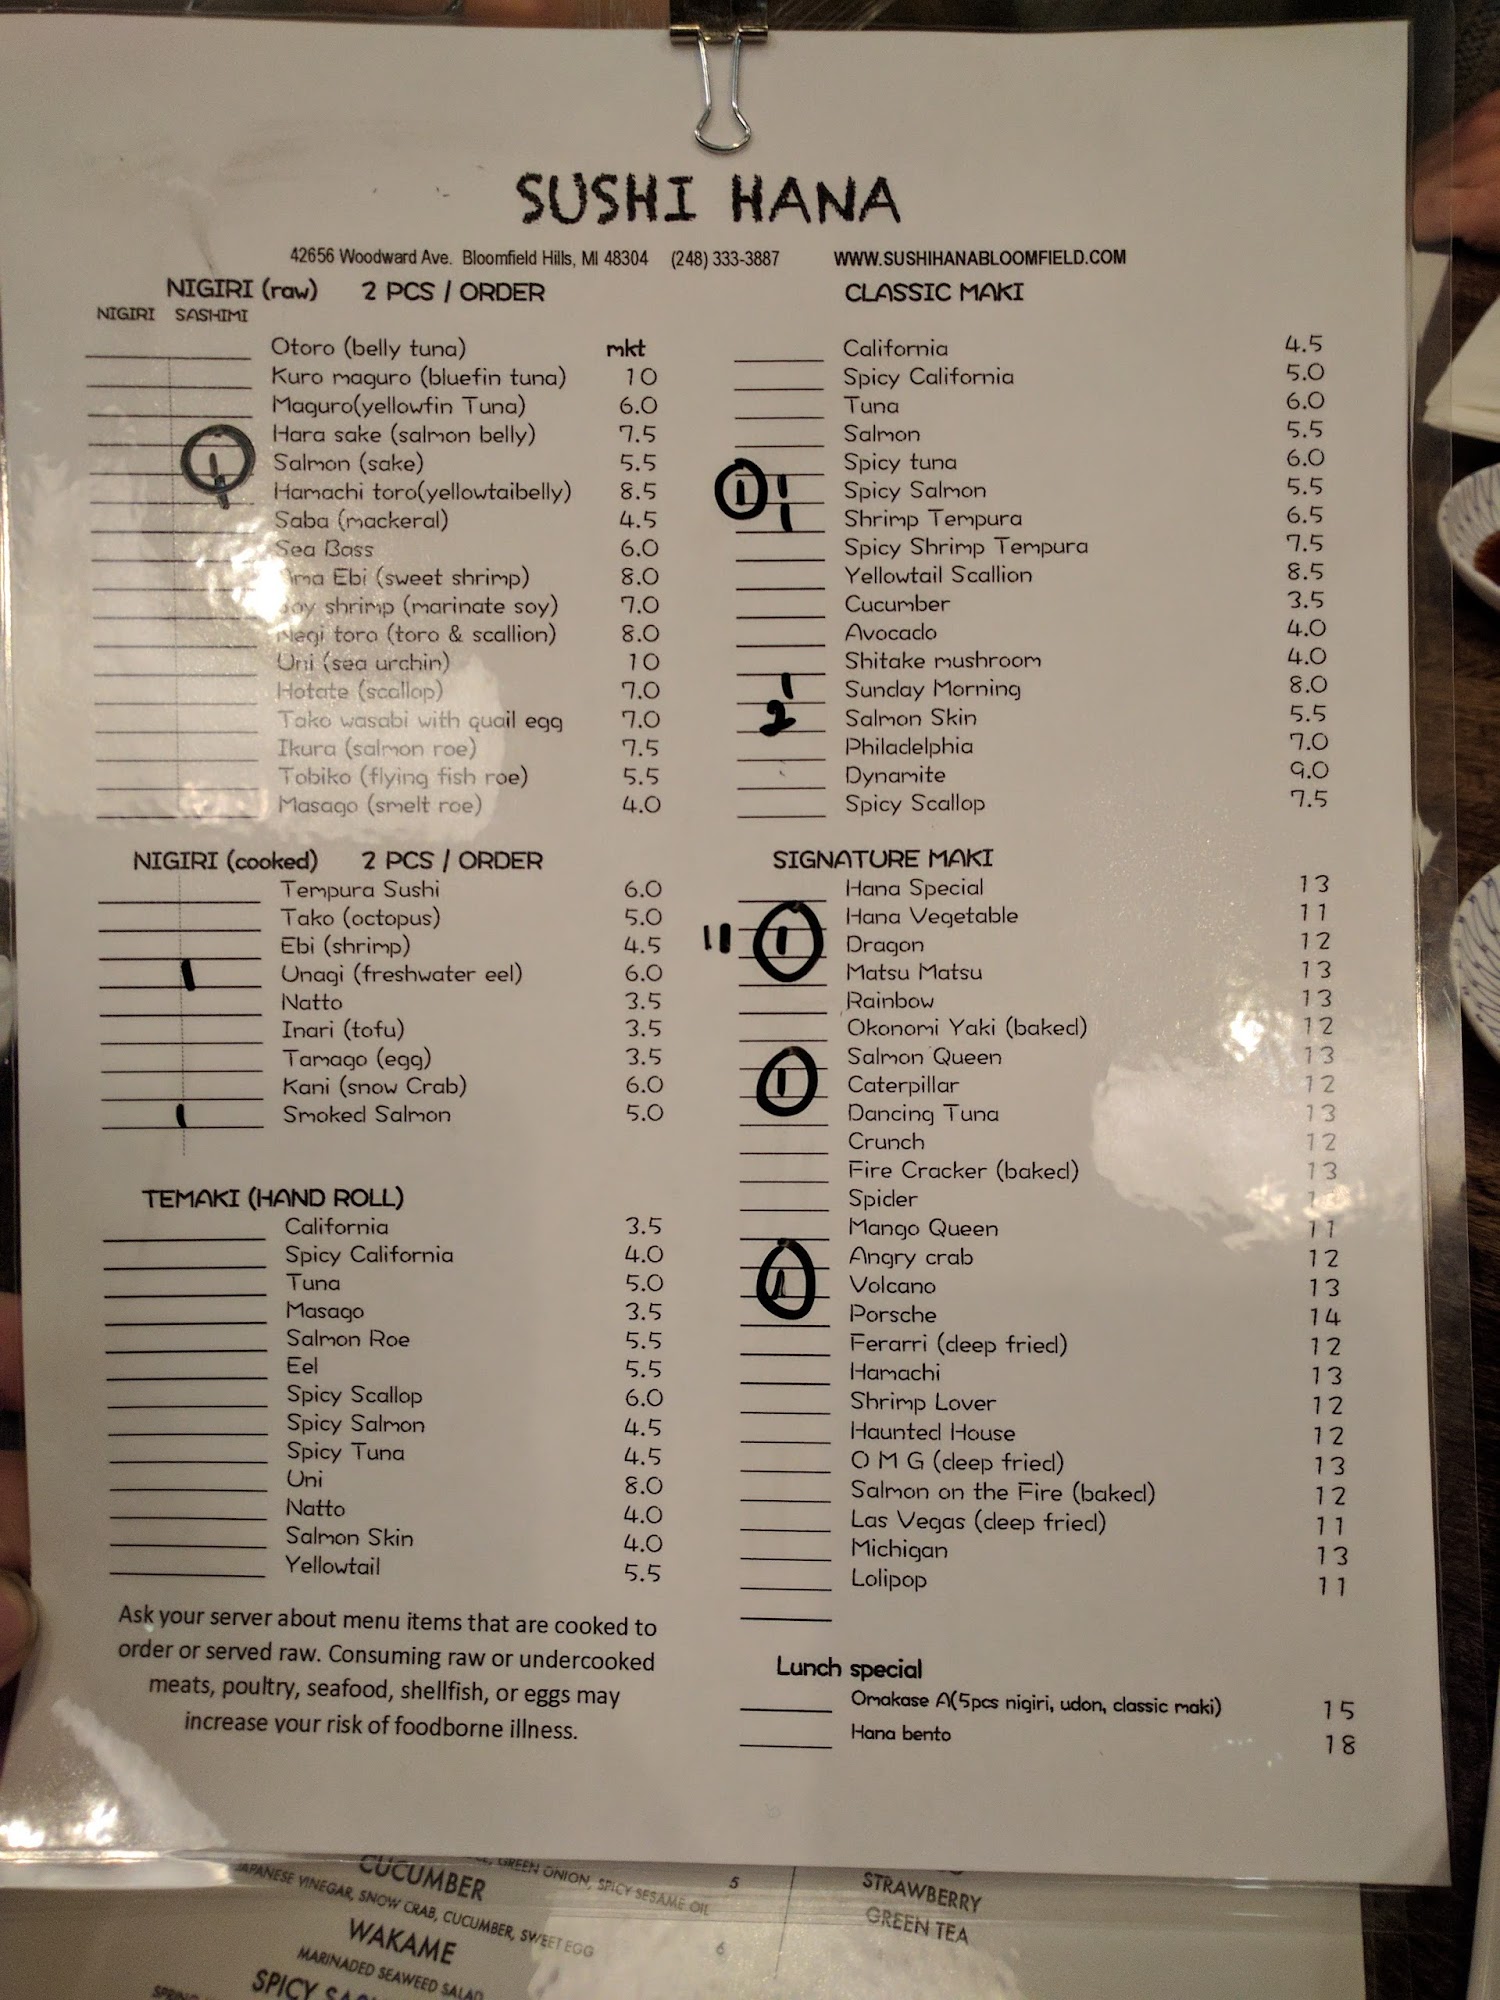 SUSHI HANA
42656 Woodward Ave. Bloomfield Hills, MI 48304 (248) 333-3887 WWW.SUSHIHANABLOOMFIELD.COM
NIGIRI (raw) 2 PCS / ORDER
NIGIRI SASHIMI
Otoro (belly tuna) mkt
Kuro maguro (bluefin tuna) 10
Maguro(yellowfin Tuna) 6.0
Hara sake (salmon belly) 7.5
1 Salmon (sake) 5.5
1 Hamachi toro(yellowtaibelly) 8.5
Saba (mackeral) 4.5
Sea Bass 6.0
Ebi (sweet shrimp) 8.0
shrimp (marinate soy) 7.0
Negi toro (toro & scallion) 8.0
Uni (sea urchin) 10
Hotate (scallop) 7.0
Tako wasabi with quail egg 7.0
Ikura (salmon roe) 7.5
Tobiko (flying fish roe) 5.5
Masago (smelt roe) 4.0
NIGIRI (cooked) 2 PCS / ORDER
Tempura Sushi 6.0
Tako (octopus) 5.0
Ebi (shrimp) 4.5
1 Unagi (freshwater eel) 6.0
Natto 3.5
Inari (tofu) 3.5
Tamago (egg) 3.5
Kani (snow Crab) 6.0
1 Smoked Salmon 5.0
TEMAKI (HAND ROLL)
California 3.5
Spicy California 4.0
Tuna 5.0
Masago 3.5
Salmon Roe 5.5
Eel 5.5
Spicy Scallop 6.0
Spicy Salmon 4.5
Spicy Tuna 4.5
Uni 8.0
Natto 4.0
Salmon Skin 4.0
Yellowtail 5.5
Ask your server about menu items that are cooked to
order or served raw. Consuming raw or undercooked
meats, poultry, seafood, shellfish, or eggs may
increase your risk of foodborne illness.
CLASSIC MAKI
California 4.5
Spicy California 5.0
Tuna 6.0
Salmon 5.5
Spicy tuna 6.0
1 1 Spicy Salmon 5.5
1 Shrimp Tempura 6.5
Spicy Shrimp Tempura 7.5
Yellowtail Scallion 8.5
Cucumber 3.5
Avocado 4.0
Shitake mushroom 4.0
1 Sunday Morning 8.0
2 Salmon Skin 5.5
Philadelphia 7.0
Dynamite 9.0
Spicy Scallop 7.5
SIGNATURE MAKI
Hana Special 13
Hana Vegetable 11
11 1 Dragon 12
Matsu Matsu 13
Rainbow 13
Okonomi Yaki (baked) 12
Salmon Queen 13
1 Caterpillar 12
Dancing Tuna 13
Crunch 12
Fire Cracker (baked) 13
Spider
Mango Queen 11
Angry crab 12
1 Volcano 13
Porsche 14
Ferarri (deep fried) 12
Hamachi 13
Shrimp Lover 12
Haunted House 12
O M G (deep fried) 13
Salmon on the Fire (baked) 12
Las Vegas (deep fried) 11
Michigan 13
Lolipop 11
Lunch special
Omakase A(5pcs nigiri, udon, classic maki) 15
Hana bento 18
GREEN ONION, SPICY SESAME OIL 5
CUCUMBER
JAPANESE VINEGAR, SNOW CRAB, CUCUMBER, SWEET EGG 6
WAKAME
MARINADED SEAWEED SALAD
SPICY
STRAWBERRY
GREEN TEA